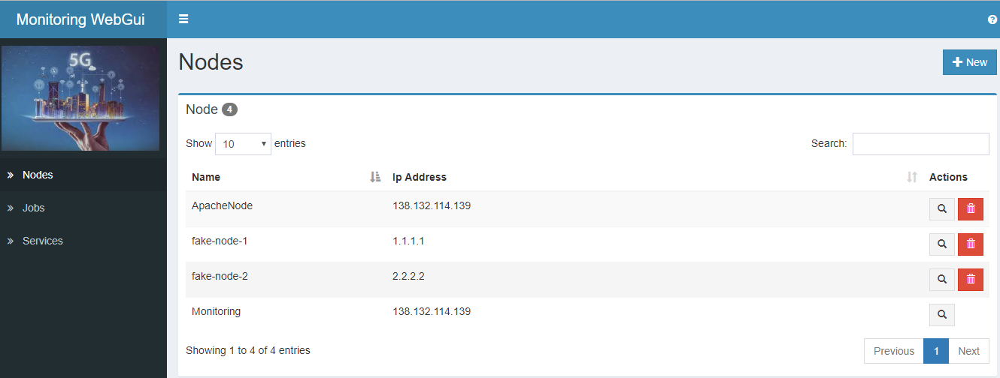 Monitoring WebGui
5G
Nodes
Jobs
Services
Nodes
New
Node 4
Show 10 entries
Search:
Name Ip Address Actions
ApacheNode 138.132.114.139
fake-node-1 1.1.1.1
fake-node-2 2.2.2.2
Monitoring 138.132.114.139
Showing 1 to 4 of 4 entries
Previous 1 Next